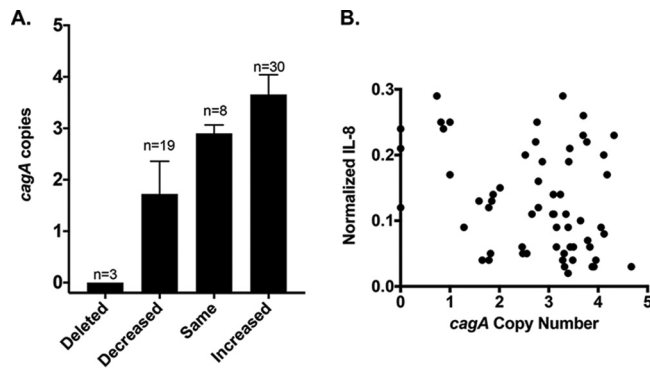 A.
cagA copies
5
4
3
2
1
0
n=3
n=19
n=8
n=30
Deleted
Decreased
Same
Increased
B.
Normalized IL-8
0.3
0.2
0.1
0.0
0
1
2
3
4
5
cagA Copy Number